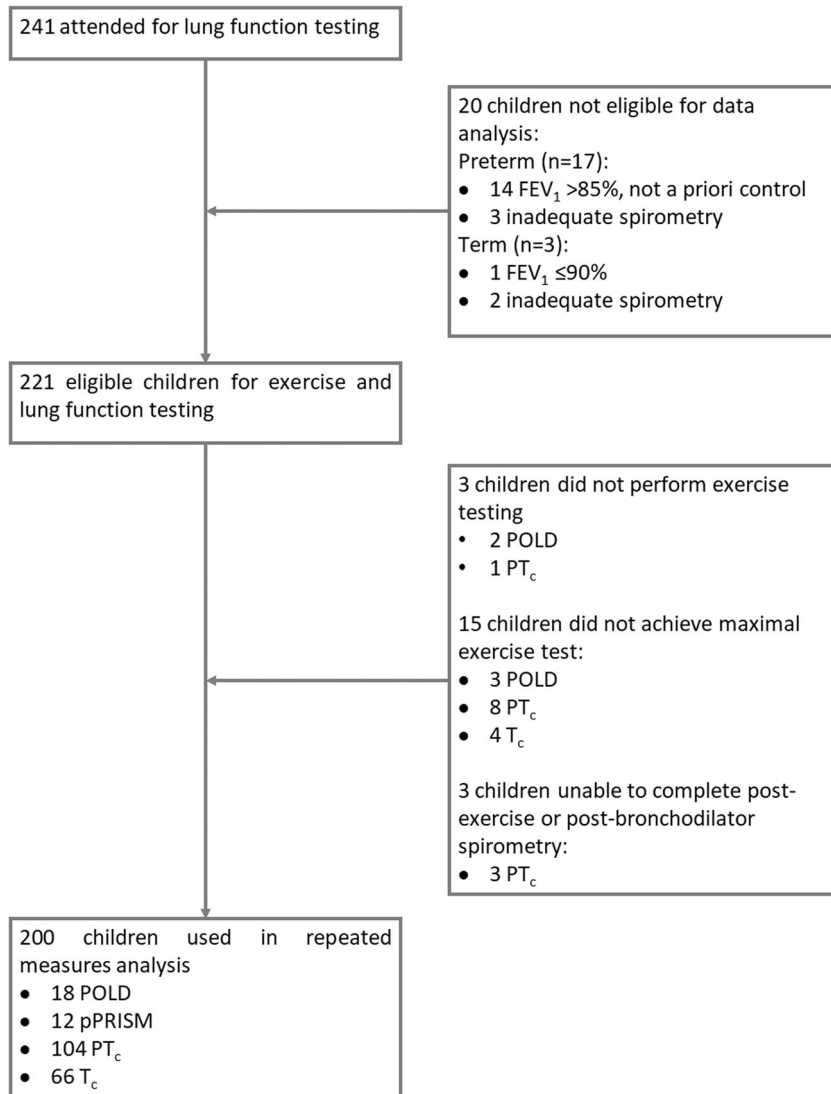 241 attended for lung function testing
20 children not eligible for data
analysis:
Preterm (n=17):
● 14 FEV₁ >85%, not a priori control
● 3 inadequate spirometry
Term (n=3):
● 1 FEV₁ ≤90%
● 2 inadequate spirometry
221 eligible children for exercise and
lung function testing
3 children did not perform exercise
testing
• 2 POLD
• 1 PTc
15 children did not achieve maximal
exercise test:
● 3 POLD
● 8 PTc
● 4 Tc
3 children unable to complete post-
exercise or post-bronchodilator
spirometry:
● 3 PTc
200 children used in repeated
measures analysis
● 18 POLD
● 12 pPRISM
● 104 PTc
● 66 Tc